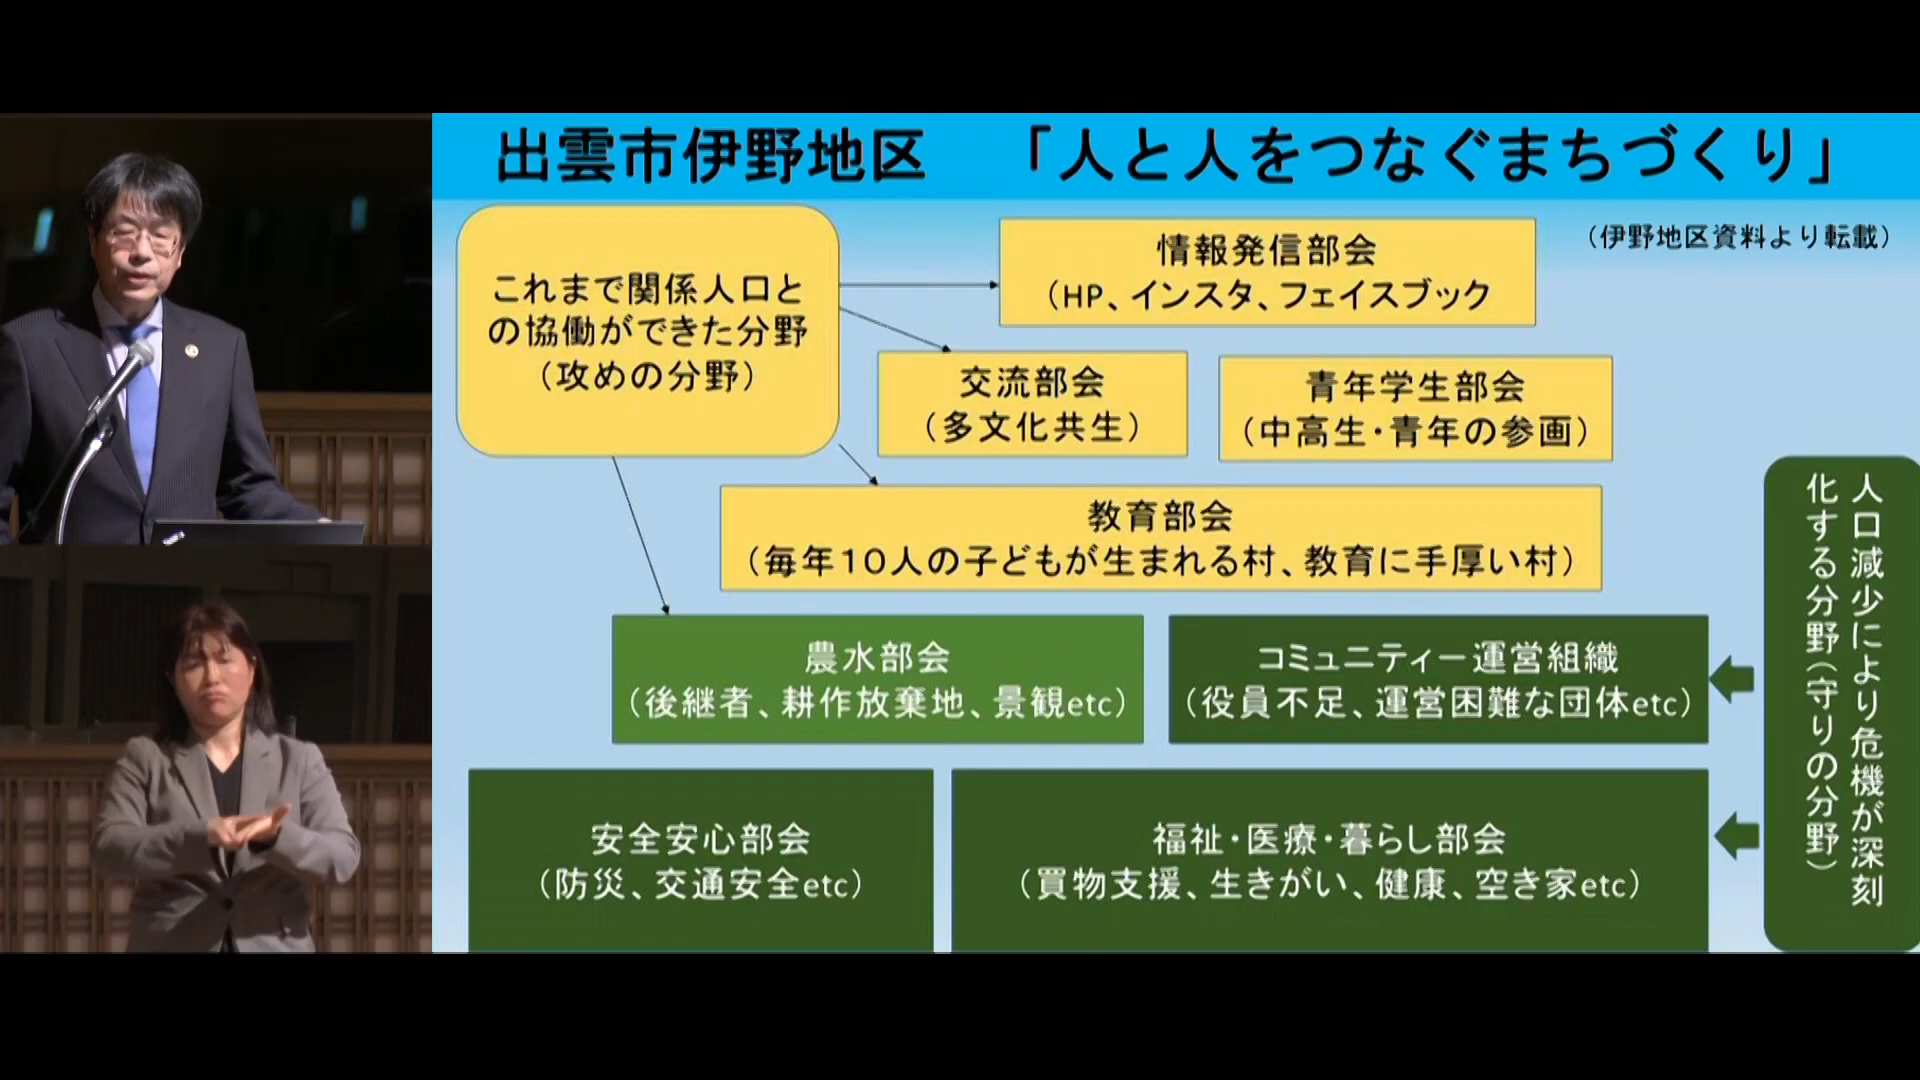 出雲市伊野地区 「人と人をつなぐまちづくり」
(伊野地区資料より転載)
これまで関係人口と
の協働ができた分野
(攻めの分野)
情報発信部会
(HP、インスタ、フェイスブック
交流部会
(多文化共生)
青年学生部会
(中高生・青年の参画)
教育部会
(毎年10人の子どもが生まれる村、教育に手厚い村)
農水部会
(後継者、耕作放棄地、景観etc)
コミュニティー運営組織
(役員不足、運営困難な団体etc)
安全安心部会
(防災、交通安全etc)
福祉・医療・暮らし部会
(買物支援、生きがい、健康、空き家etc)
人口減少により危機が深刻
化する分野(守りの分野)